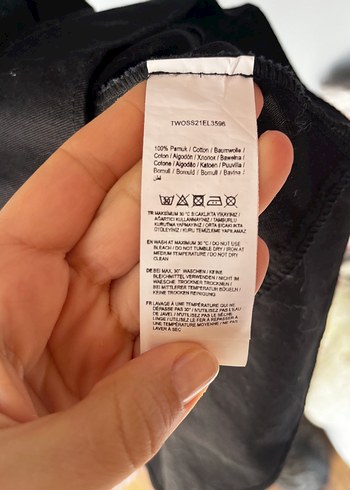 TWOSS21EL3596
100% Pamuk / Cotton / Baumwolle /
Coton / Algodón / Хлопок / Bawełna /
Cotone / Algodão / Katoen / Puuvilla /
Bomuld / Bomull / Bomull / Bavlna /
قطن
TR MAXIMUM 30 °C SICAKLIKTA YIKAYINIZ /
AĞARTICI KULLANMAYINIZ / TAMBURLU
KURUTMA YAPMAYINIZ / ORTA ISIDA
ÜTÜLEYİNİZ / KURU TEMİZLEME YAPILAMAZ
EN WASH AT MAXIMUM 30 °C / DO NOT USE
BLEACH / DO NOT TUMBLE DRY / IRON AT
MEDIUM TEMPERATURE / DO NOT DRY
CLEAN
DE BEI MAX. 30° WASCHEN / KEINE
BLEICHMITTEL VERWENDEN / NICHT IM
WÄSCHE. TROCKNER TROCKNEN /
BEI MITTLERER TEMPERATUR BÜGELN /
KEINE TROCKEN REINIGUNG
FR LAVAGE À UNE TEMPÉRATURE QUI NE
DÉPASSE PAS 30° / N'UTILISEZ PAS L'EAU
DE JAVEL / N'UTILISEZ PAS LE SÈCHE-
LINGE / UTILISEZ LE FER À REPASSER À
UNE TEMPÉRATURE MOYENNE / NE PAS
LAVER À SEC